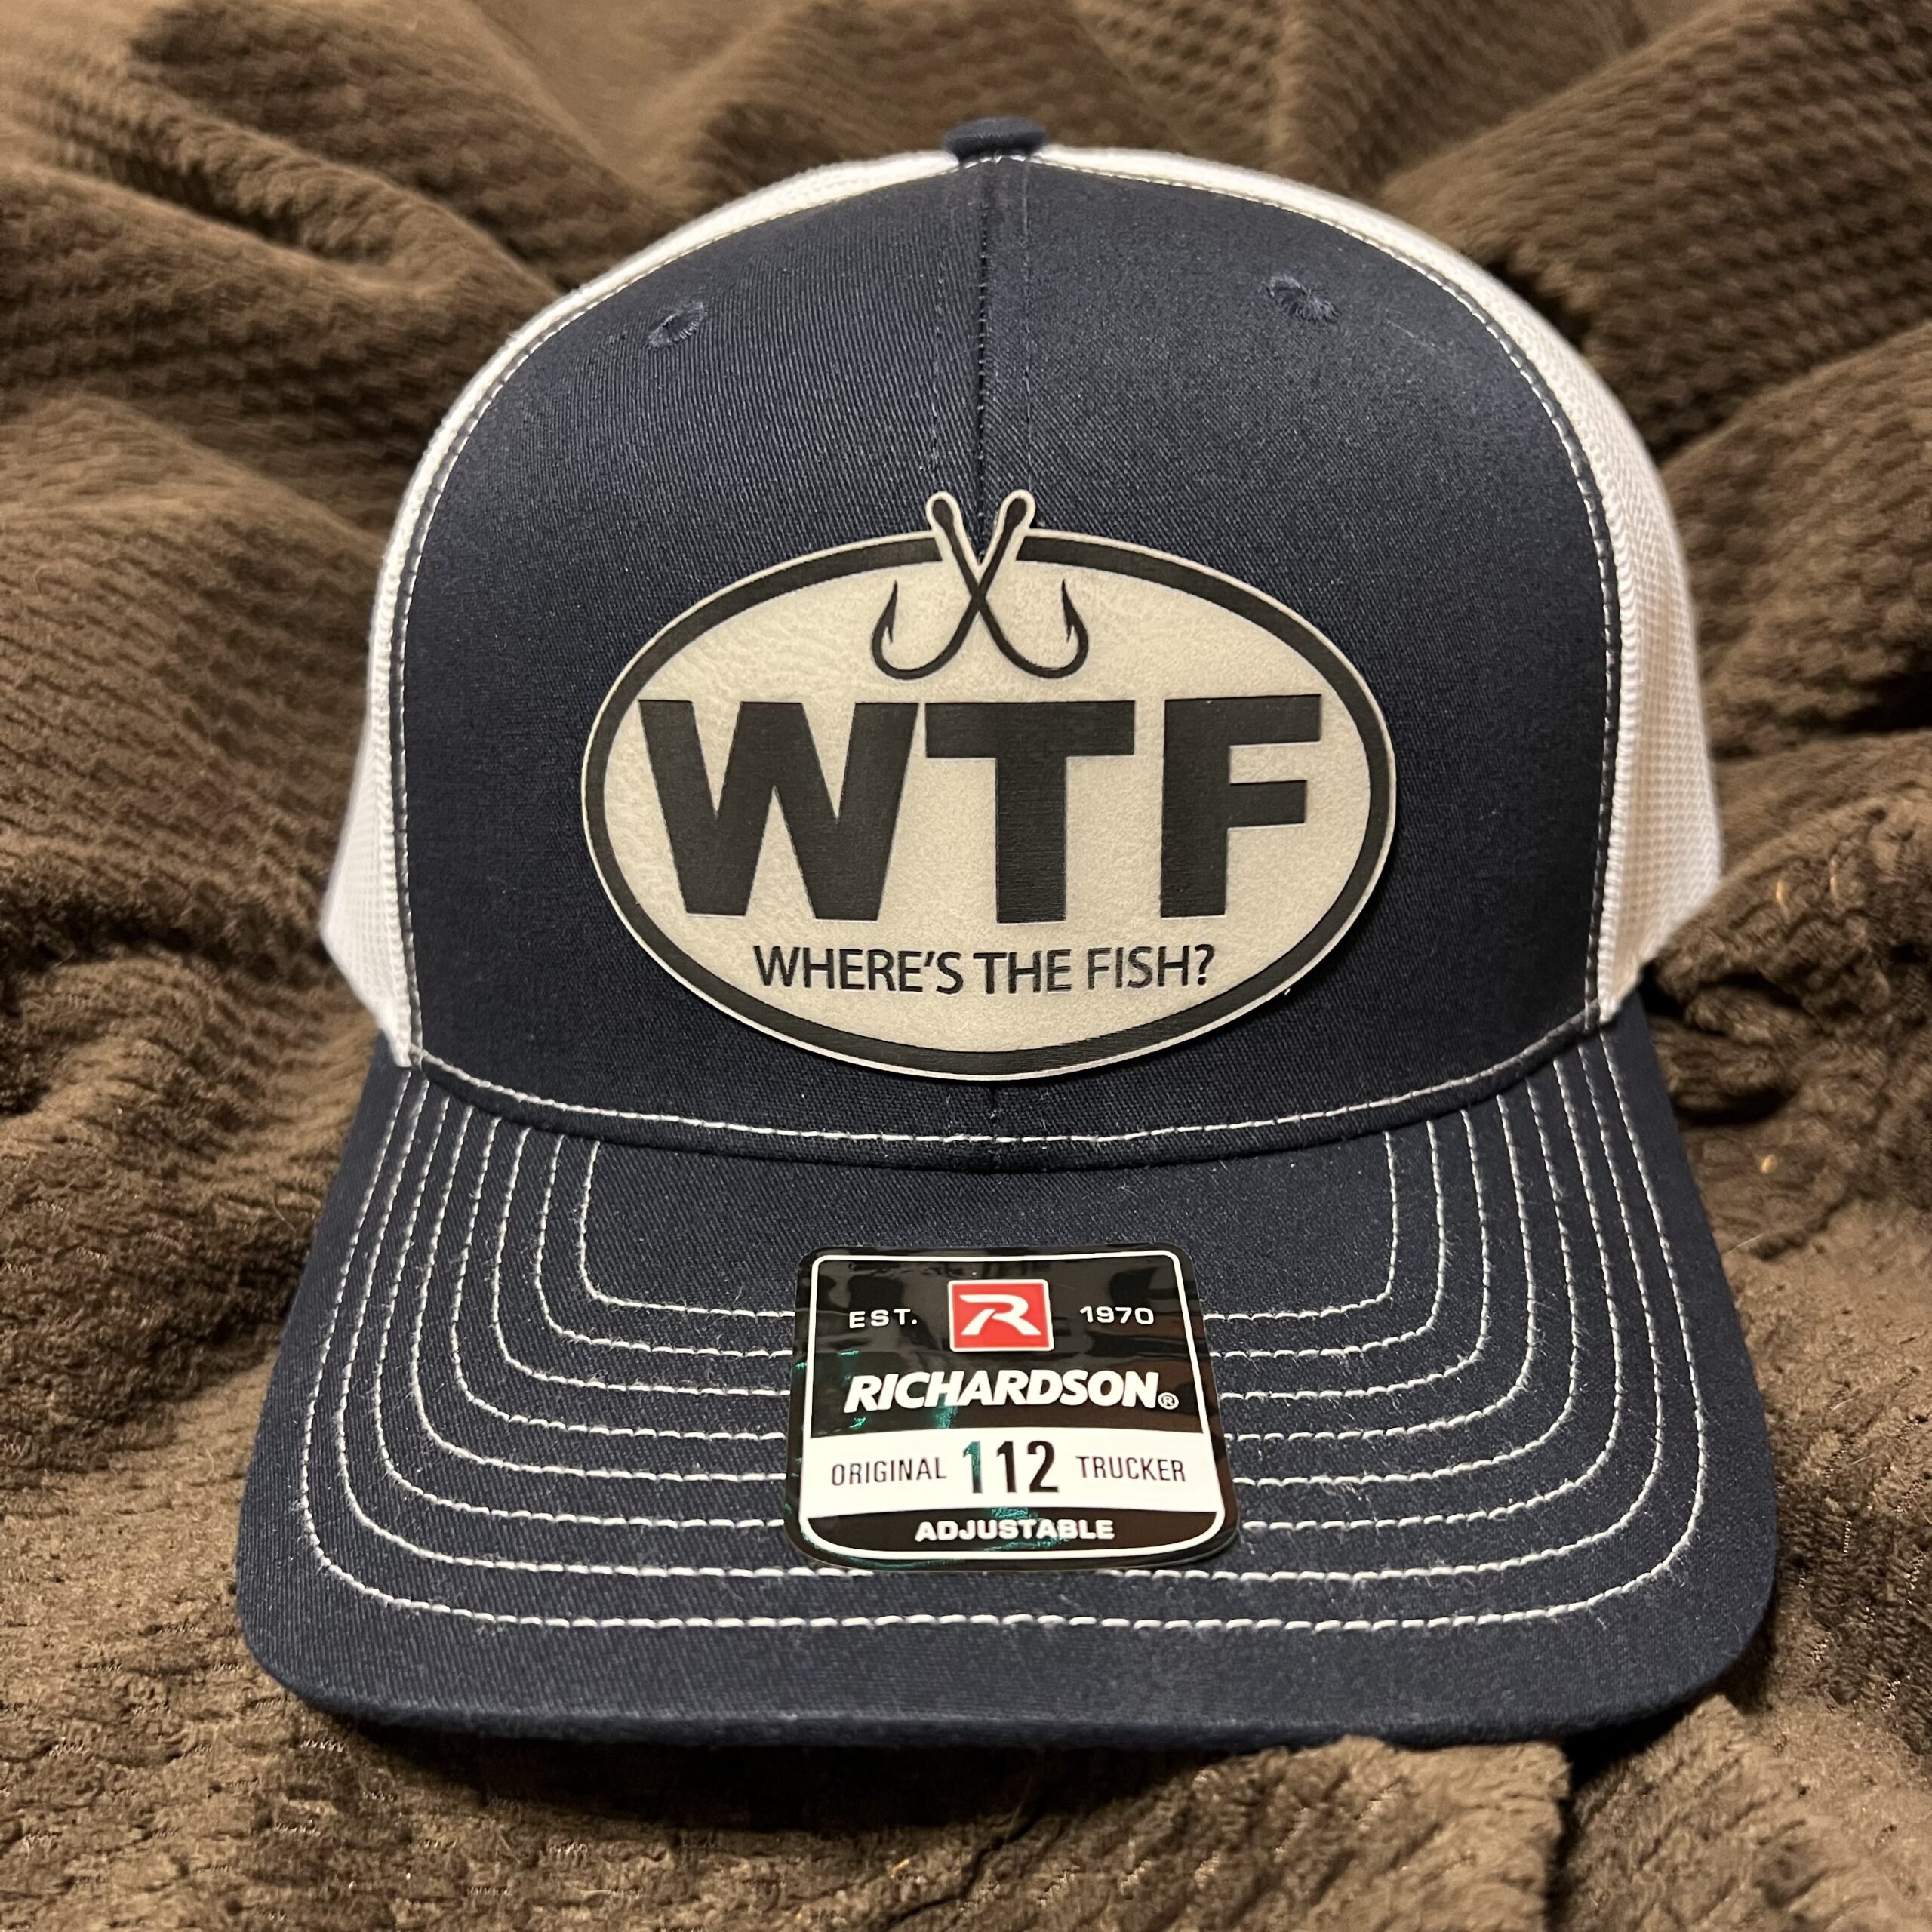 WTF
WHERE'S THE FISH?
EST. R 1970
RICHARDSON®
ORIGINAL 112 TRUCKER
ADJUSTABLE